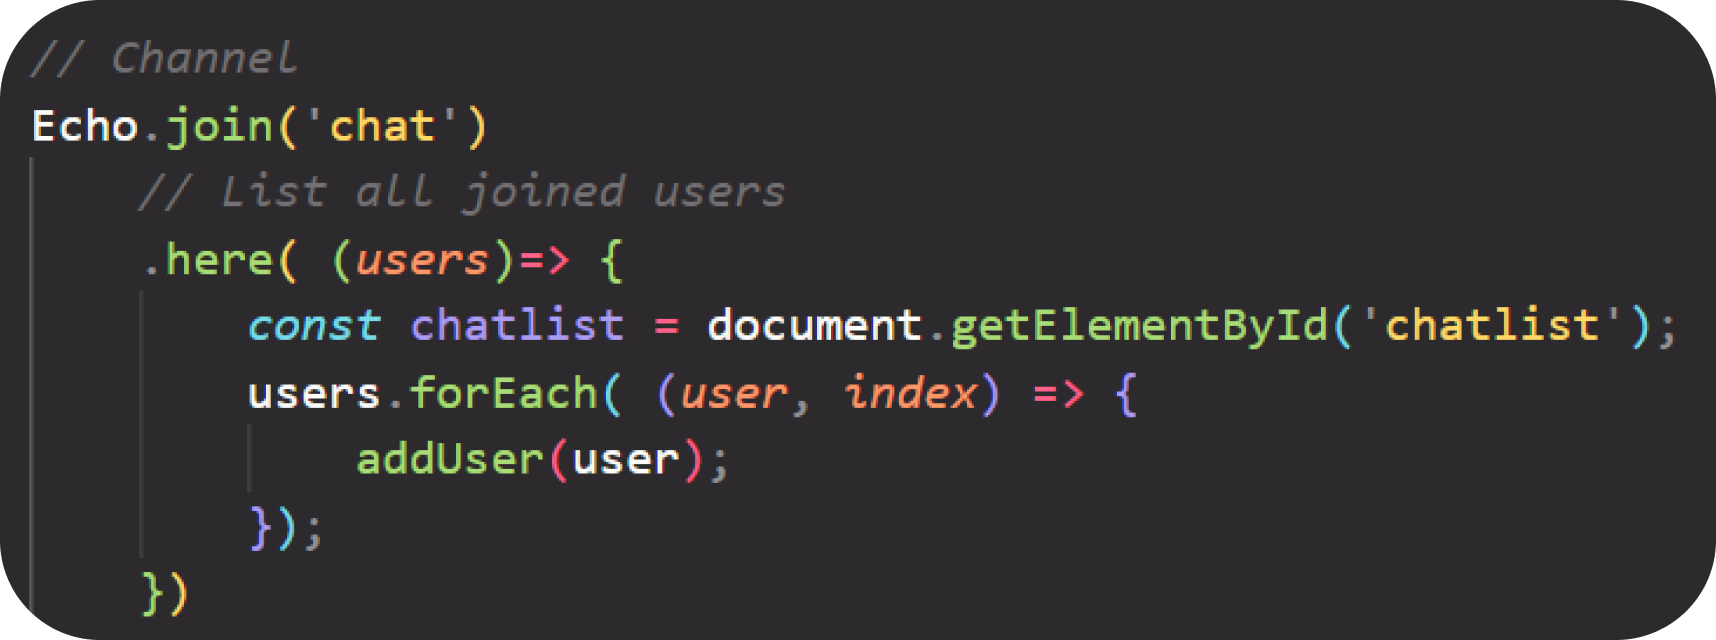 // Channel
Echo.join('chat')
// List all joined users
.here( (users)=> {
const chatlist = document.getElementById('chatlist');
users.forEach( (user, index) => {
addUser(user);
});
})